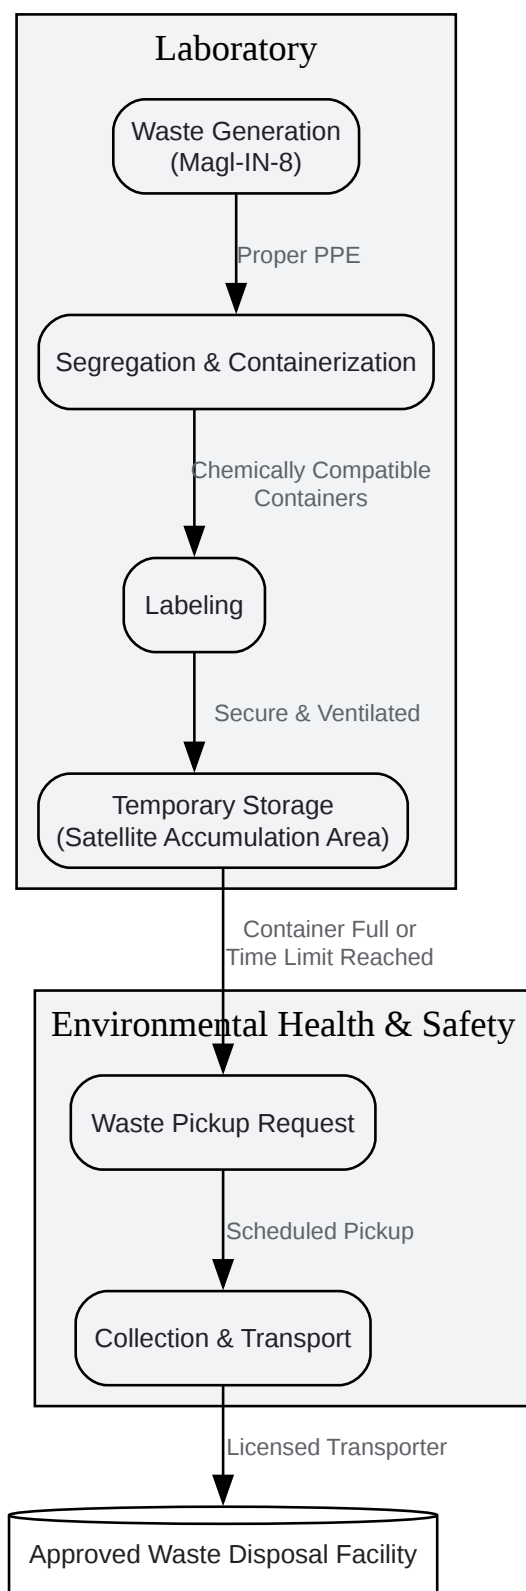 Laboratory
Waste Generation
(Magl-IN-8)
Proper PPE
Segregation & Containerization
Chemically Compatible
Containers
Labeling
Secure & Ventilated
Temporary Storage
(Satellite Accumulation Area)
Container Full or
Time Limit Reached
Environmental Health & Safety
Waste Pickup Request
Scheduled Pickup
Collection & Transport
Licensed Transporter
Approved Waste Disposal Facility